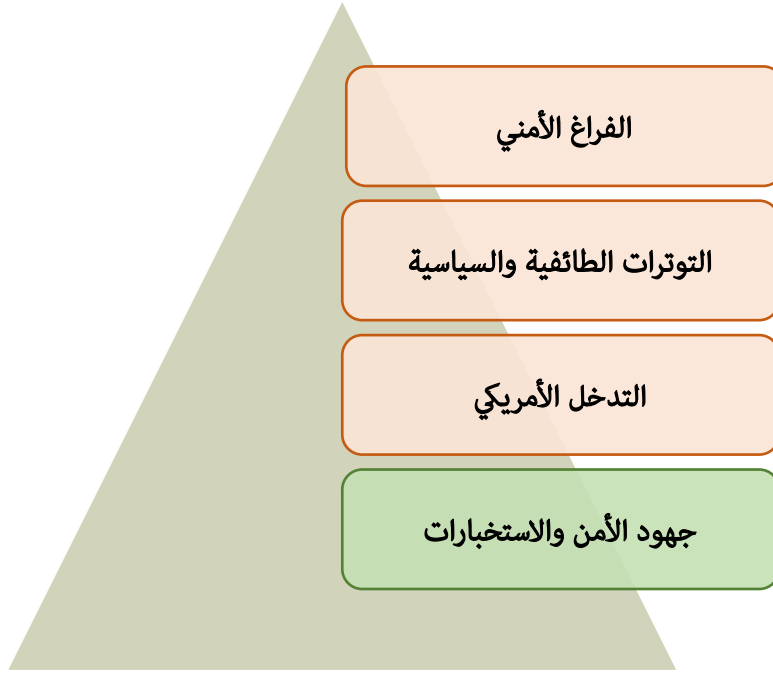 الفراغ الأمني
التوترات الطائفية والسياسية
التدخل الأمريكي
جهود الأمن والاستخبارات